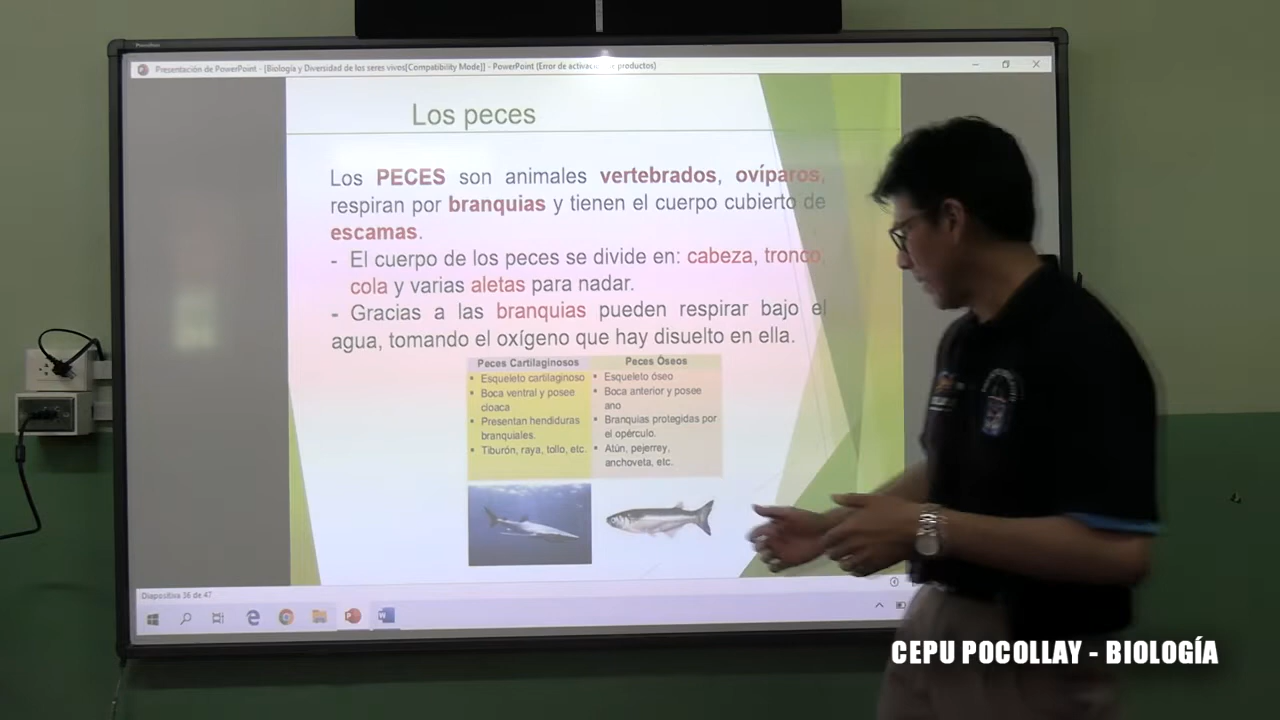 Presentación de PowerPoint - [Biología y Diversidad de los seres vivos[Compatibility Mode]] - PowerPoint (Error de activación de productos)
Los peces
Los PECES son animales vertebrados, ovíparos,
respiran por branquias y tienen el cuerpo cubierto de
escamas.
- El cuerpo de los peces se divide en: cabeza, tronco,
cola y varias aletas para nadar.
- Gracias a las branquias pueden respirar bajo el
agua, tomando el oxígeno que hay disuelto en ella.
Peces Cartilaginosos
▪ Esqueleto cartilaginoso
▪ Boca ventral y posee
cloaca
▪ Presentan hendiduras
branquiales.
▪ Tiburón, raya, tollo, etc.
Peces Óseos
▪ Esqueleto óseo
▪ Boca anterior y posee
ano
▪ Branquias protegidas por
el opérculo.
▪ Atún, pejerrey,
anchoveta, etc.
Diapositiva 36 de 47
CEPU POCOLLAY - BIOLOGÍA